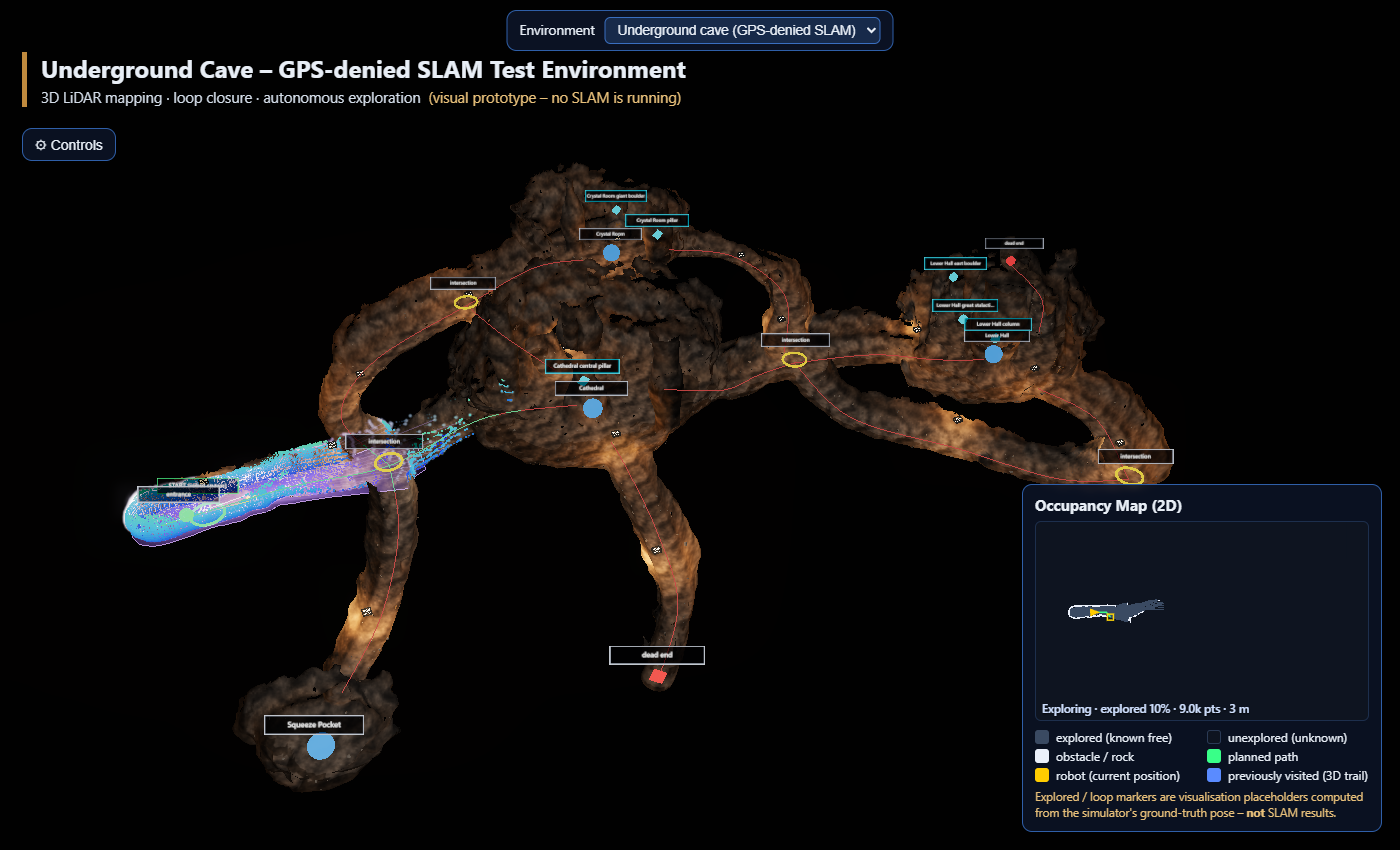 Environment
Underground cave (GPS-denied SLAM)
Underground Cave – GPS-denied SLAM Test Environment
3D LiDAR mapping · loop closure · autonomous exploration (visual prototype – no SLAM is running)
⚙ Controls
Crystal Room giant boulder
Crystal Room pillar
Crystal Room
dead end
Lower Hall east boulder
intersection
Lower Hall great stalacti...
Lower Hall column
Lower Hall
intersection
Cathedral central pillar
Cathedral
intersection
intersection
START
entrance
dead end
Squeeze Pocket
Occupancy Map (2D)
Exploring · explored 10% · 9.0k pts · 3 m
explored (known free)
unexplored (unknown)
obstacle / rock
planned path
robot (current position)
previously visited (3D trail)
Explored / loop markers are visualisation placeholders computed
from the simulator's ground-truth pose – not SLAM results.